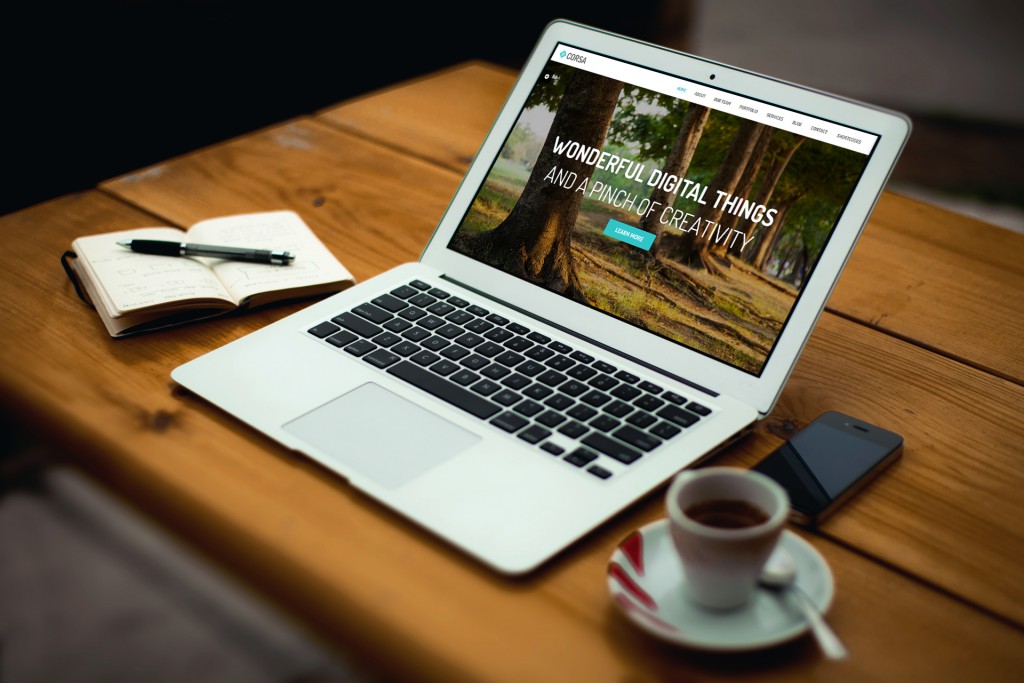 CORSA
HOME ABOUT OUR TEAM PORTFOLIO SERVICES BLOG CONTACT SHORTCODES
WONDERFUL DIGITAL THINGS
AND A PINCH OF CREATIVITY
LEARN MORE